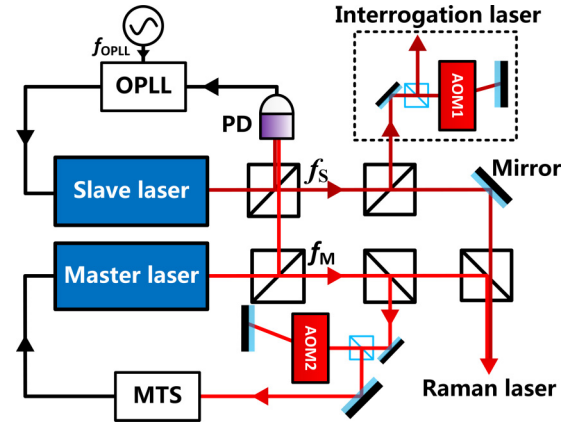 Interrogation laser
fOPLL
OPLL
PD
AOM1
Slave laser
fS
Mirror
Master laser
fM
AOM2
MTS
Raman laser